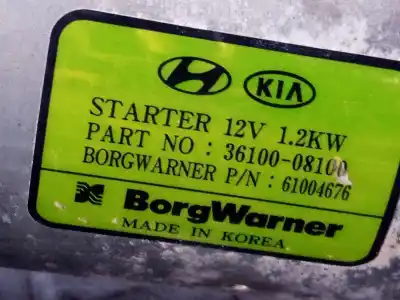 KIA
STARTER 12V 1.2KW
PART NO : 36100-08100
BORGWARNER P/N : 61004676
BorgWarner
MADE IN KOREA